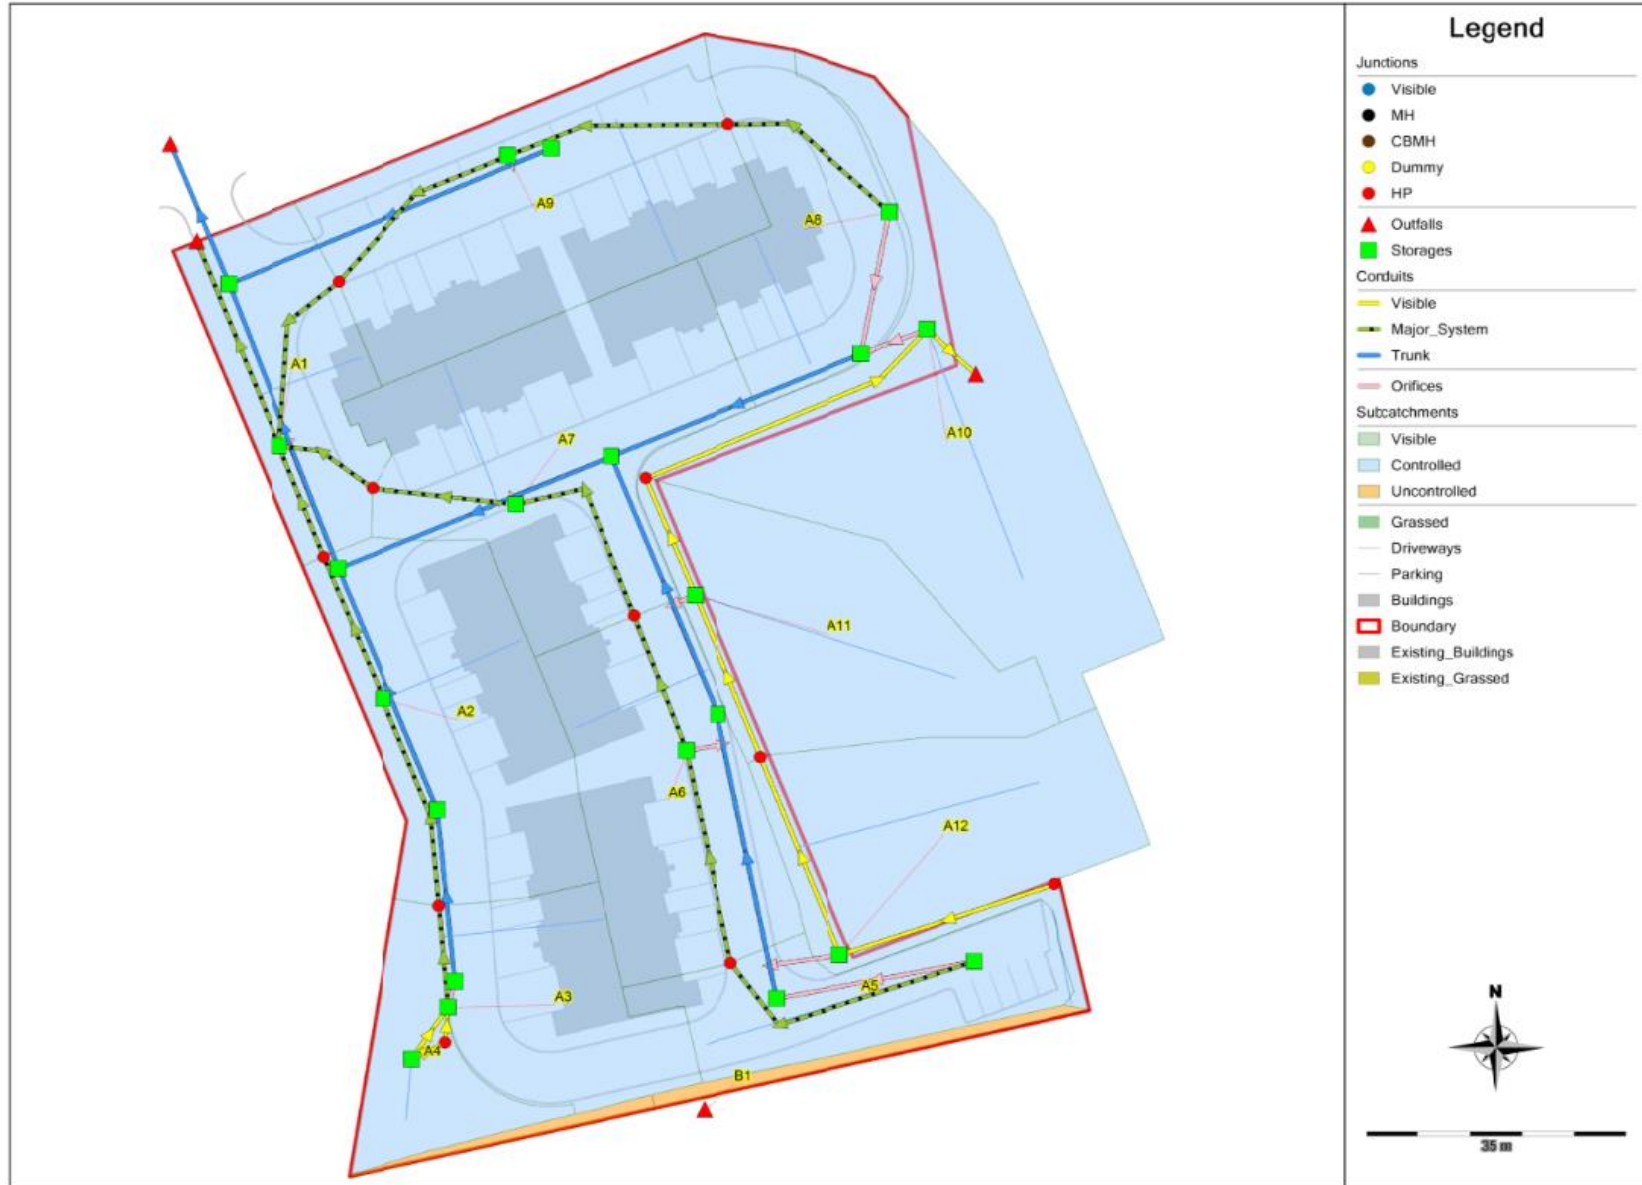 Legend
Junctions
Visible
MH
CBMH
Dummy
HP
Outfalls
Storages
Conduits
Visible
Major_System
Trunk
Orifices
Subcatchments
Visible
Controlled
Uncontrolled
Grassed
Driveways
Parking
Buildings
Boundary
Existing_Buildings
Existing_Grassed
N
35 m
A9
A8
A1
A7
A10
A11
A2
A6
A12
A5
A3
A4
B1